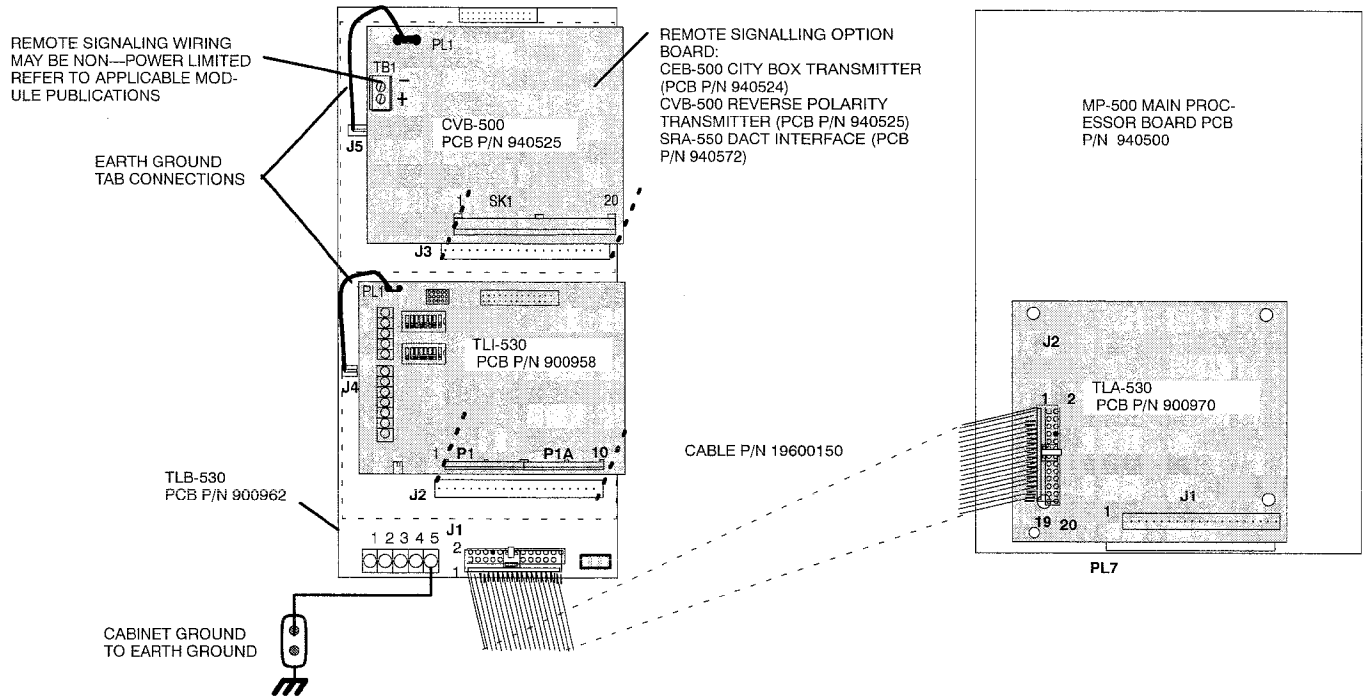 REMOTE SIGNALING WIRING
MAY BE NON—POWER LIMITED
REFER TO APPLICABLE MOD-
ULE PUBLICATIONS
EARTH GROUND
TAB CONNECTIONS
PL1
TB1
−
+
CVB-500
PCB P/N 940525
J5
1 SK1 20
J3
REMOTE SIGNALLING OPTION
BOARD:
CEB-500 CITY BOX TRANSMITTER
(PCB P/N 940524)
CVB-500 REVERSE POLARITY
TRANSMITTER (PCB P/N 940525)
SRA-550 DACT INTERFACE (PCB
P/N 940572)
MP-500 MAIN PROC-
ESSOR BOARD PCB
P/N 940500
PL1
TLI-530
PCB P/N 900958
J4
1 P1 P1A 10
J2
TLB-530
PCB P/N 900962
J1
1 2 3 4 5
2
1
CABINET GROUND
TO EARTH GROUND
CABLE P/N 19600150
J2
TLA-530
PCB P/N 900970
1 2
19 20
J1
1
PL7